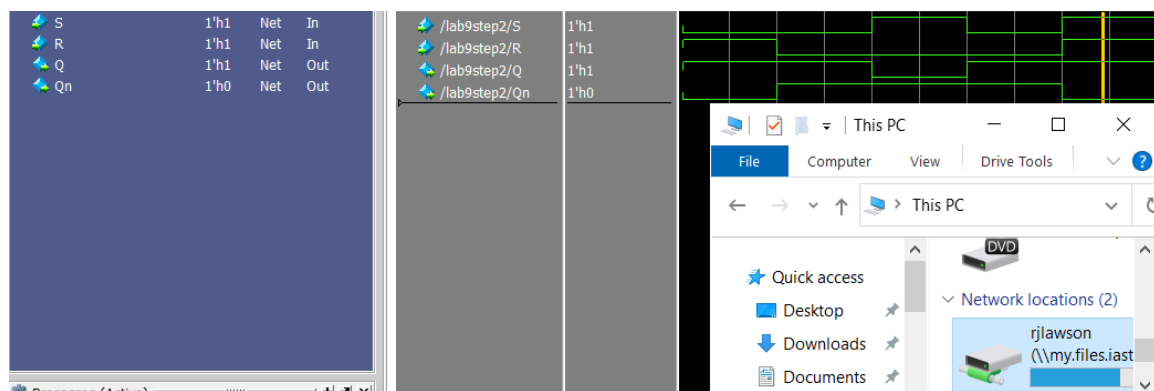 S 1'h1 Net In
R 1'h1 Net In
Q 1'h1 Net Out
Qn 1'h0 Net Out
/lab9step2/S 1'h1
/lab9step2/R 1'h1
/lab9step2/Q 1'h1
/lab9step2/Qn 1'h0
This PC
File Computer View Drive Tools
This PC
DVD
Quick access
Network locations (2)
Desktop
rjlawson
Downloads
(\\my.files.iast
Documents
Processes (Active)